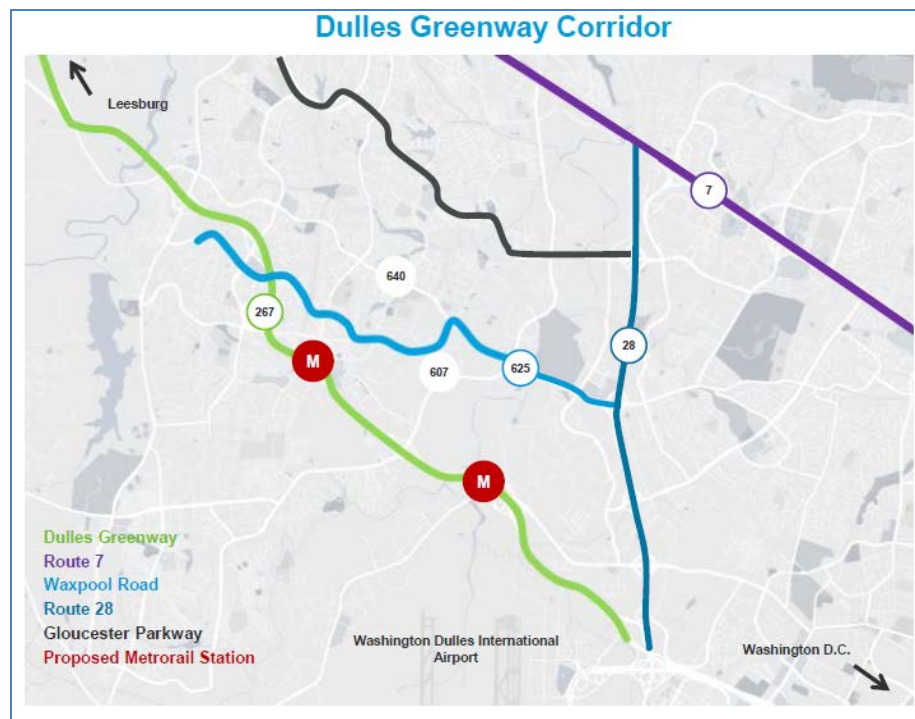 Dulles Greenway Corridor
Leesburg
7
640
267
28
M
607
625
M
Dulles Greenway
Route 7
Waxpool Road
Route 28
Gloucester Parkway
Proposed Metrorail Station
Washington Dulles International
Airport
Washington D.C.